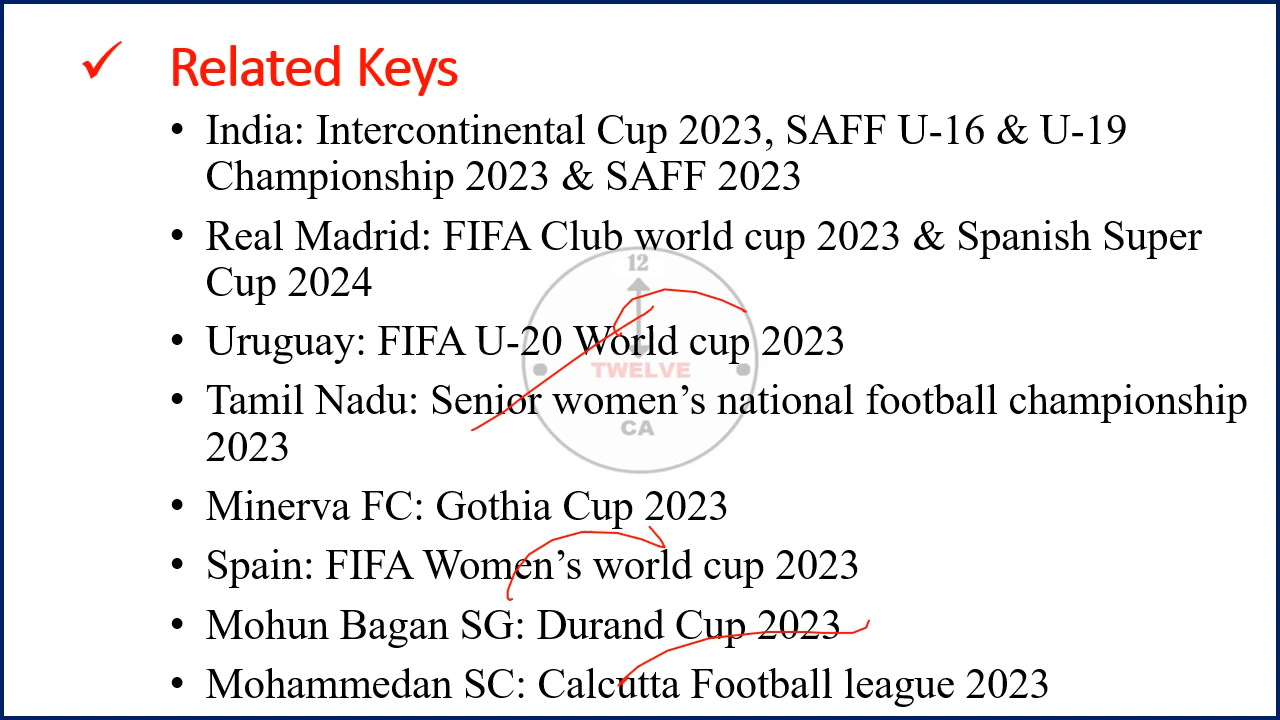 ✓ Related Keys
• India: Intercontinental Cup 2023, SAFF U-16 & U-19
Championship 2023 & SAFF 2023
• Real Madrid: FIFA Club world cup 2023 & Spanish Super
Cup 2024
• Uruguay: FIFA U-20 World cup 2023
• Tamil Nadu: Senior women’s national football championship
2023
• Minerva FC: Gothia Cup 2023
• Spain: FIFA Women’s world cup 2023
• Mohun Bagan SG: Durand Cup 2023
• Mohammedan SC: Calcutta Football league 2023
12
TWELVE
CA